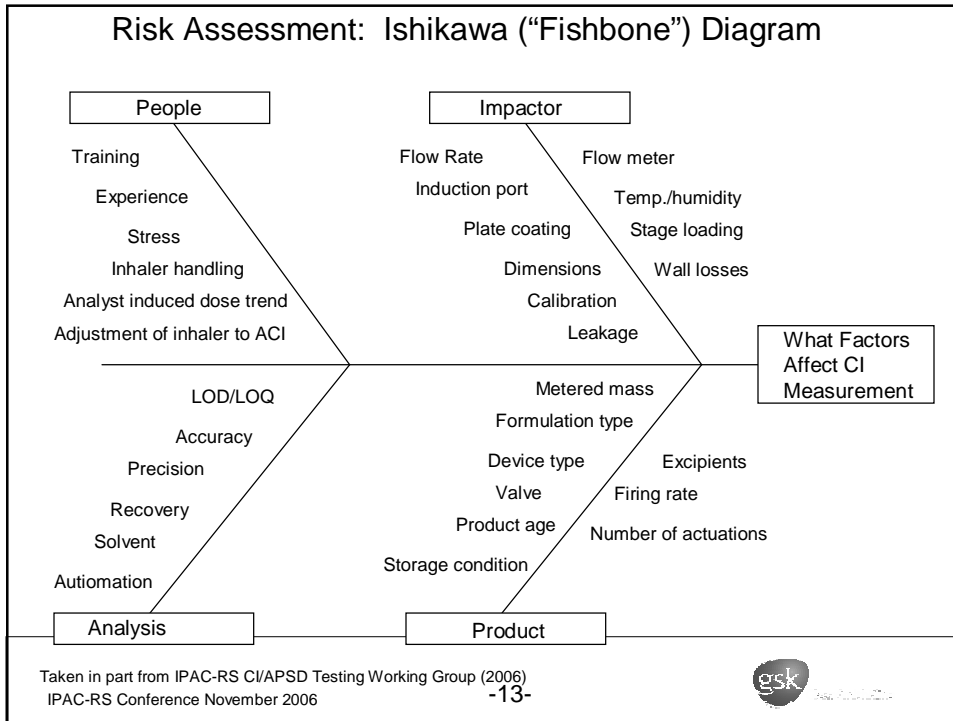 Risk Assessment: Ishikawa ("Fishbone") Diagram
People
Impactor
Training
Experience
Stress
Inhaler handling
Analyst induced dose trend
Adjustment of inhaler to ACI
Flow Rate
Induction port
Plate coating
Dimensions
Calibration
Leakage
Flow meter
Temp./humidity
Stage loading
Wall losses
What Factors
Affect CI
Measurement
LOD/LOQ
Accuracy
Precision
Recovery
Solvent
Autiomation
Metered mass
Formulation type
Device type
Valve
Product age
Storage condition
Excipients
Firing rate
Number of actuations
Analysis
Product
Taken in part from IPAC-RS CI/APSD Testing Working Group (2006)
IPAC-RS Conference November 2006
-13-
gsk